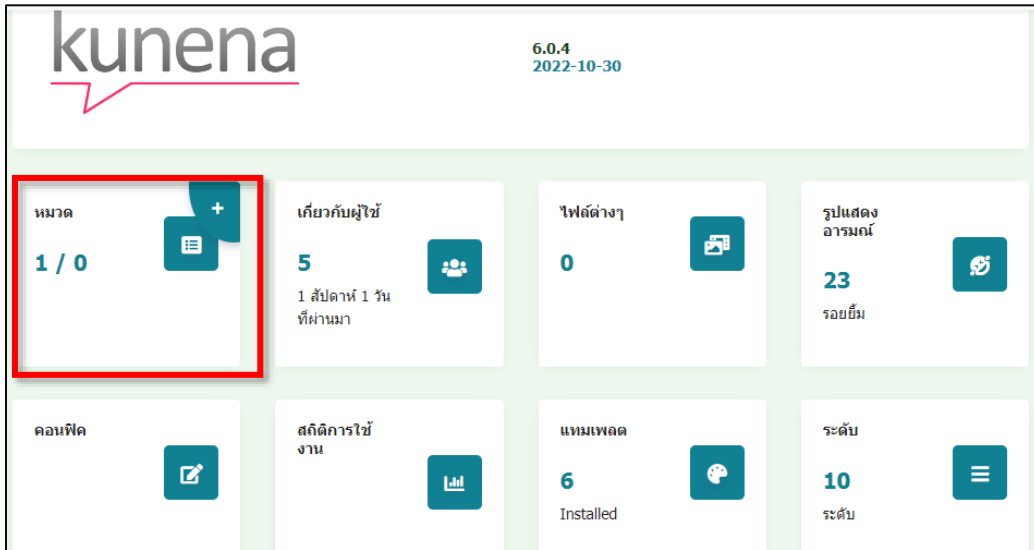 kunena
6.0.4
2022-10-30
หมวด
+
1 / 0
เกี่ยวกับผู้ใช้
5
1 สัปดาห์ 1 วัน
ที่ผ่านมา
ไฟล์ต่างๆ
0
รูปแสดง
อารมณ์
23
รอยยิ้ม
คอนฟิค
สถิติการใช้
งาน
แทมเพลต
6
Installed
ระดับ
10
ระดับ